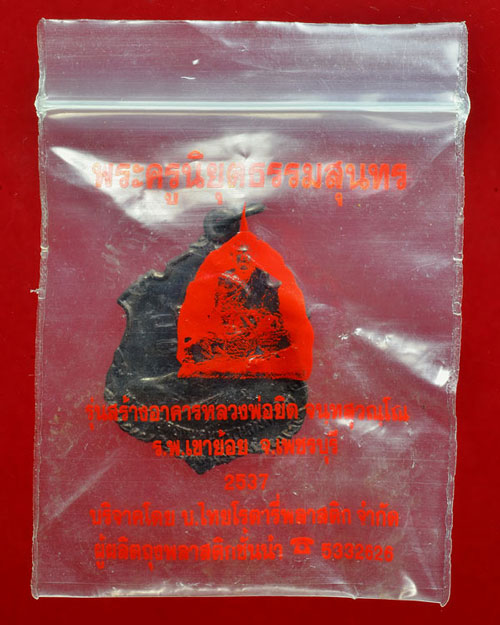 พระครูนิยุตธรรมสุนทร
รุ่นสร้างอาคารหลวงพ่อยิด จนฺทสุวณฺโณ
ร.พ.เขาย้อย จ.เพชรบุรี
2537
บริจาคโดย บ.ไทยโรตารี่พลาสติก จำกัด
ผู้ผลิตถุงพลาสติกชั้นนำ ☎ 5332626